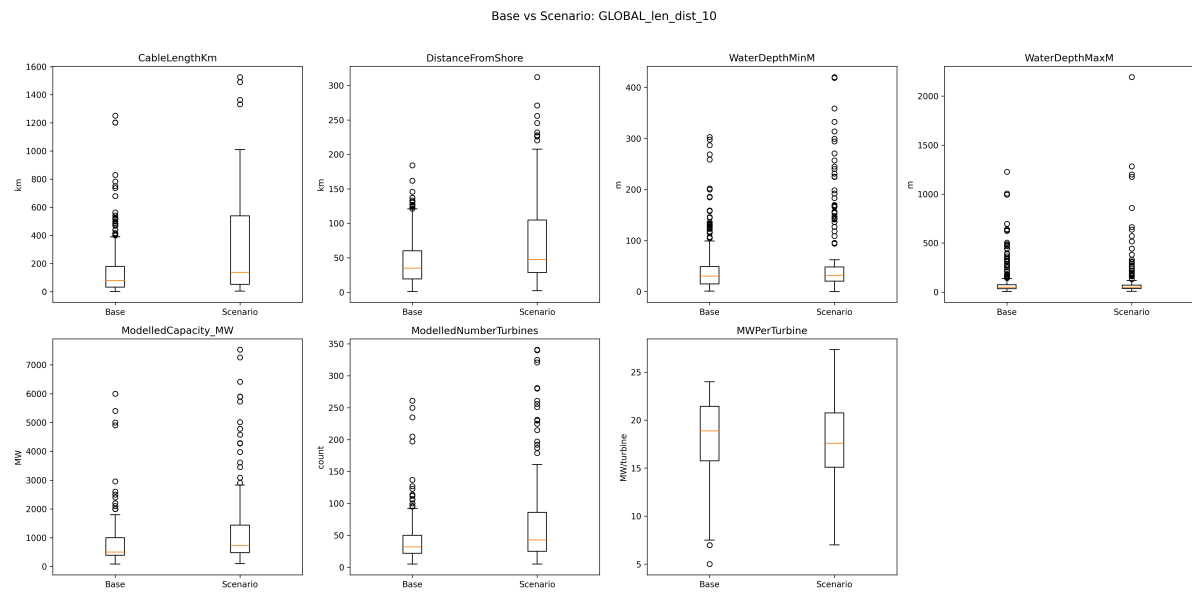 Base vs Scenario: GLOBAL_len_dist_10
CableLengthKm
1600
1400
1200
1000
800
600
400
200
0
km
Base
Scenario
DistanceFromShore
300
250
200
150
100
50
0
km
Base
Scenario
WaterDepthMinM
400
300
200
100
0
m
Base
Scenario
WaterDepthMaxM
2000
1500
1000
500
0
m
Base
Scenario
ModelledCapacity_MW
7000
6000
5000
4000
3000
2000
1000
0
MW
Base
Scenario
ModelledNumberTurbines
350
300
250
200
150
100
50
0
count
Base
Scenario
MWPerTurbine
25
20
15
10
5
MW/turbine
Base
Scenario